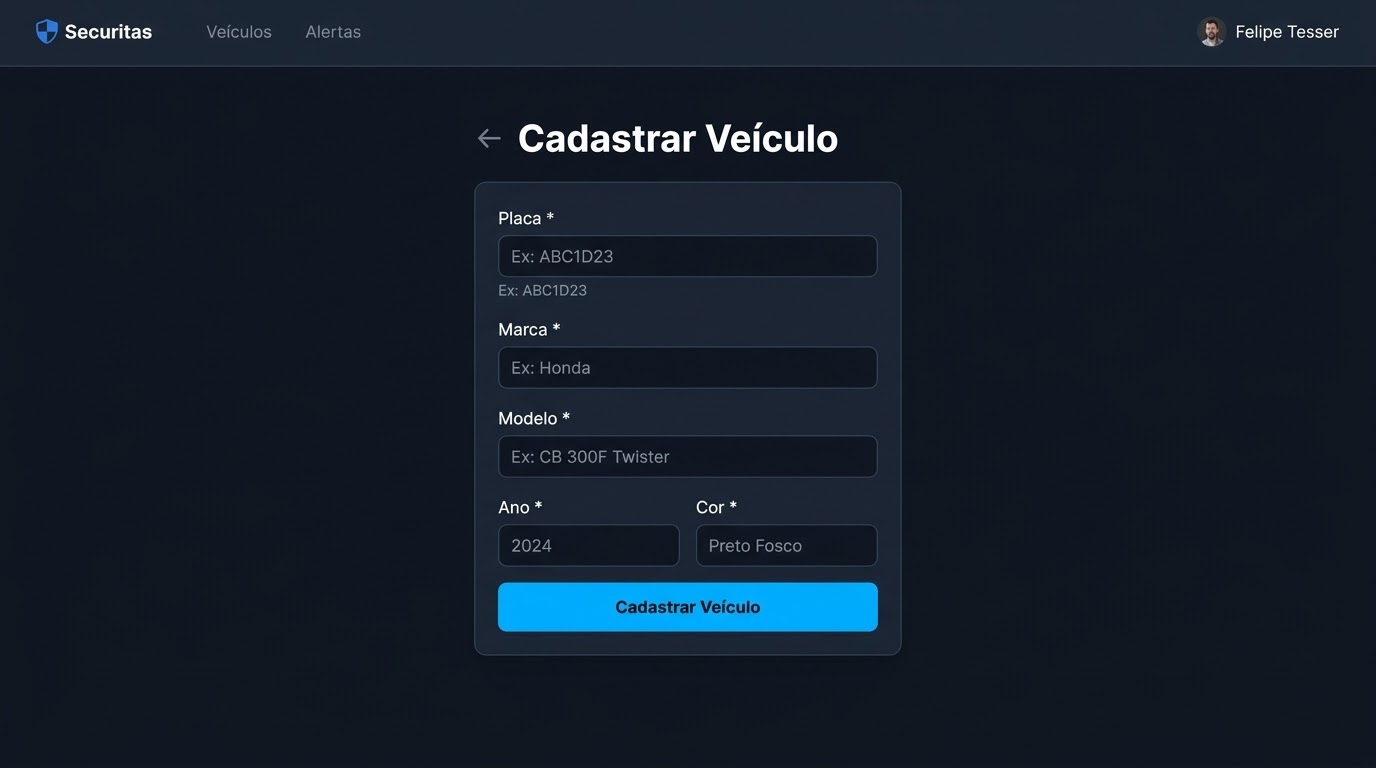 Securitas
Veículos
Alertas
Felipe Tesser
Cadastrar Veículo
Placa *
Ex: ABC1D23
Ex: ABC1D23
Marca *
Ex: Honda
Modelo *
Ex: CB 300F Twister
Ano *
Cor *
2024
Preto Fosco
Cadastrar Veículo